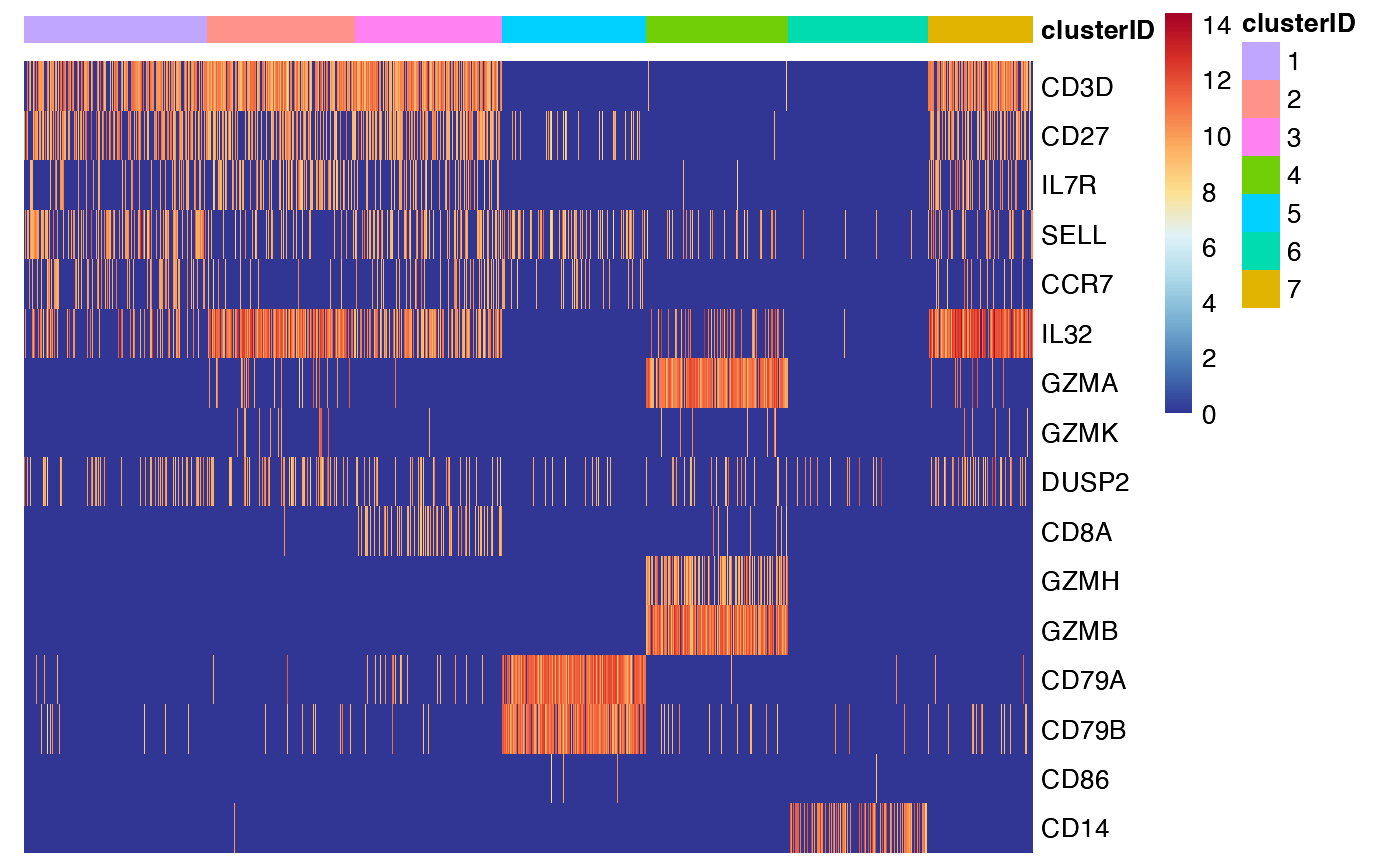 clusterID
CD3D
CD27
IL7R
SELL
CCR7
IL32
GZMA
GZMK
DUSP2
CD8A
GZMH
GZMB
CD79A
CD79B
CD86
CD14
14
12
10
8
6
4
2
0
clusterID
1
2
3
4
5
6
7